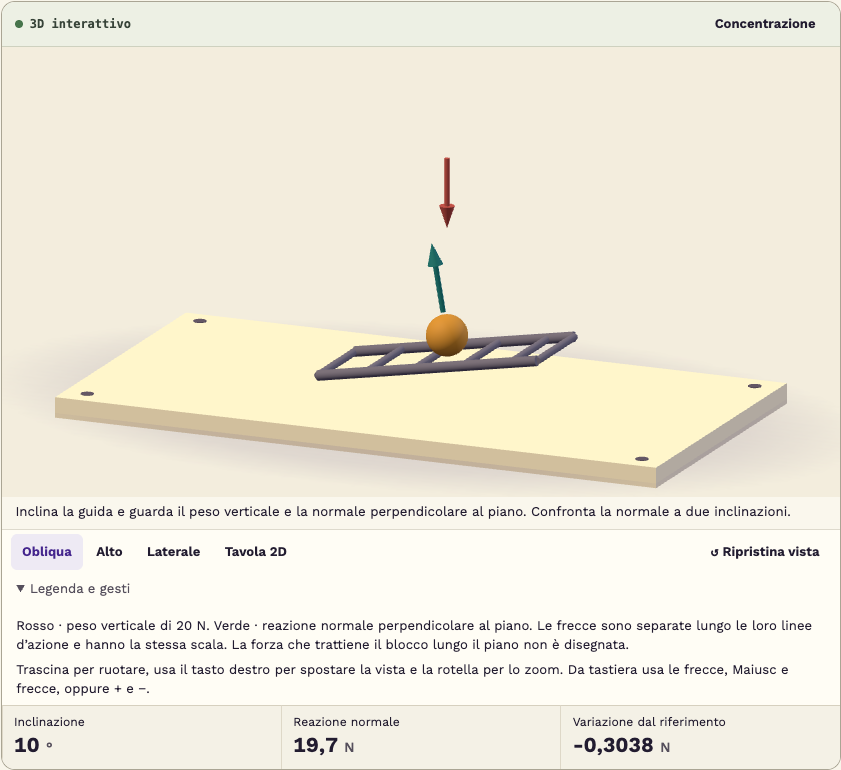 3D interattivo
Concentrazione
Inclina la guida e guarda il peso verticale e la normale perpendicolare al piano. Confronta la normale a due inclinazioni.
Obliqua Alto Laterale Tavola 2D ↺ Ripristina vista
▼ Legenda e gesti
Rosso · peso verticale di 20 N. Verde · reazione normale perpendicolare al piano. Le frecce sono separate lungo le loro linee
d’azione e hanno la stessa scala. La forza che trattiene il blocco lungo il piano non è disegnata.
Trascina per ruotare, usa il tasto destro per spostare la vista e la rotella per lo zoom. Da tastiera usa le frecce, Maiusc e
frecce, oppure + e −.
Inclinazione
10 °
Reazione normale
19,7 N
Variazione dal riferimento
-0,3038 N